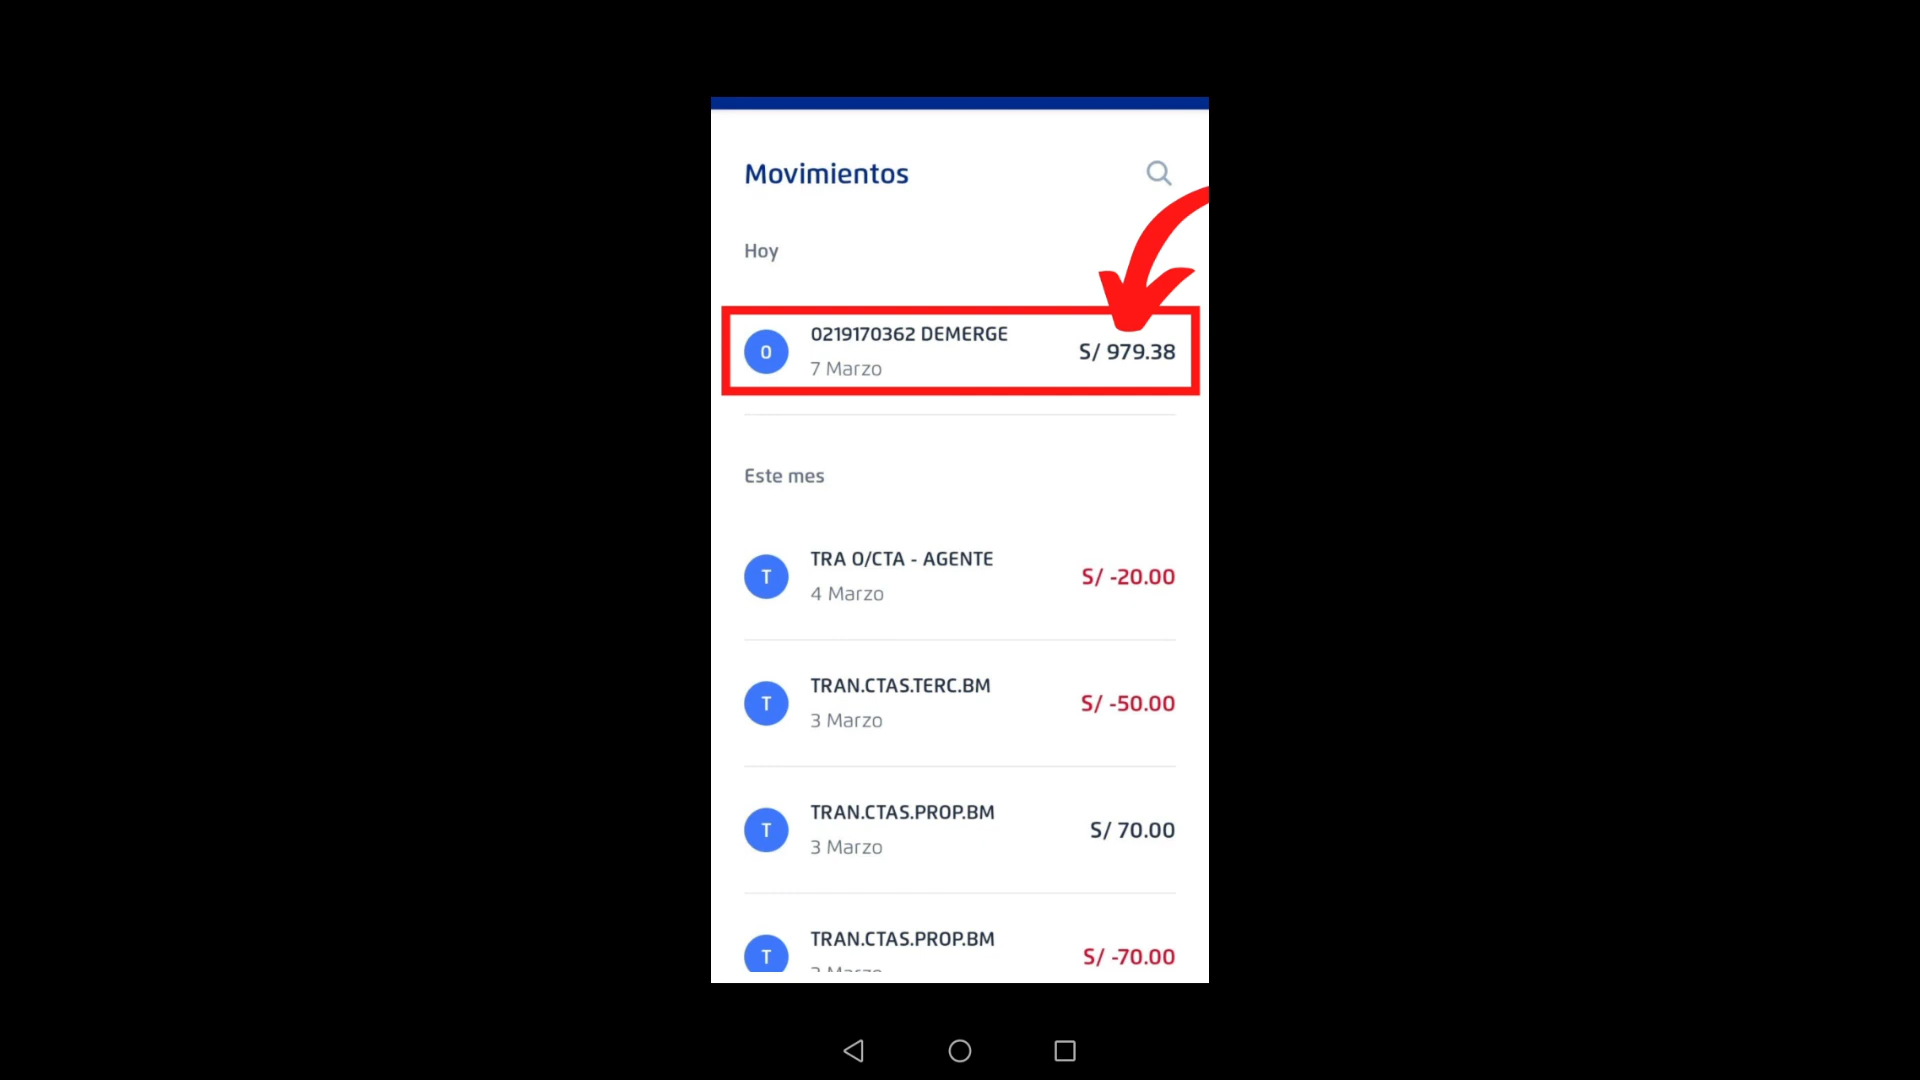 Movimientos
Hoy
O
0219170362 DEMERGE
S/ 979.38
7 Marzo
Este mes
T
TRA O/CTA - AGENTE
S/ -20.00
4 Marzo
T
TRAN.CTAS.TERC.BM
S/ -50.00
3 Marzo
T
TRAN.CTAS.PROP.BM
S/ 70.00
3 Marzo
T
TRAN.CTAS.PROP.BM
S/ -70.00